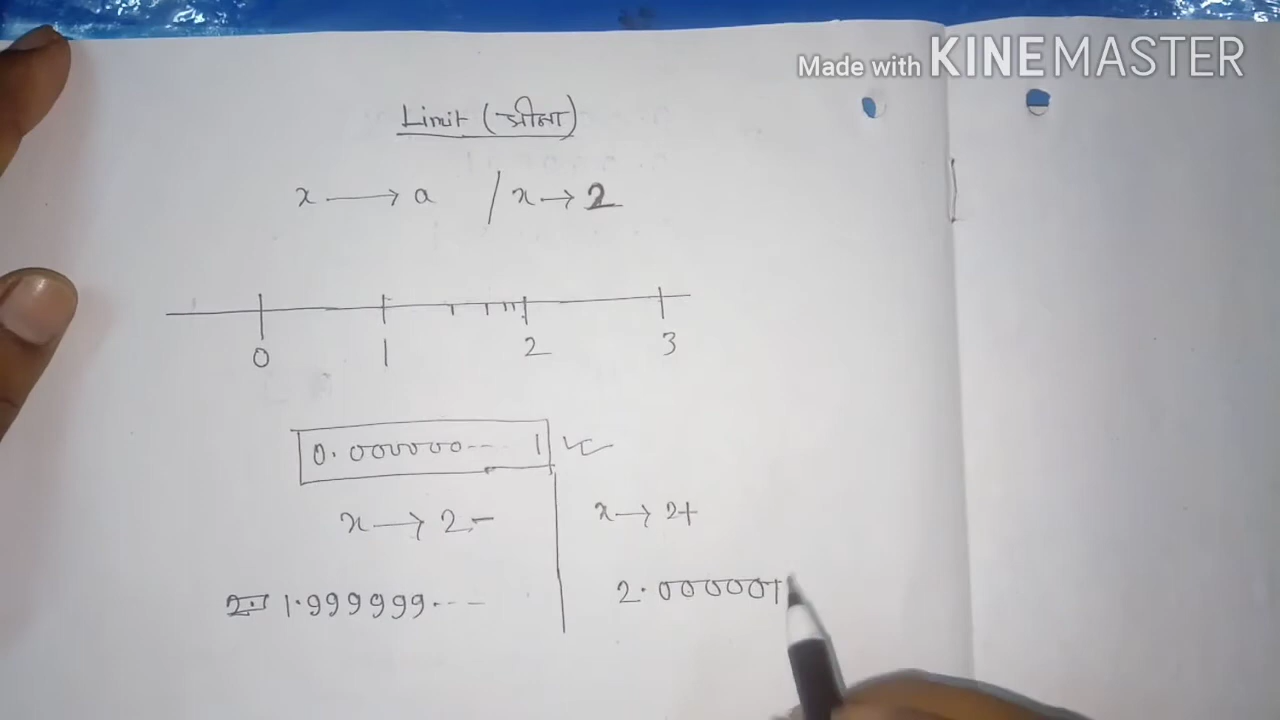 Made with KINEMASTER
Limit (सीमा)
x → a / x → 2
0 1 2 3
0.000000-- 1
x → 2- x → 2+
1.999999--- 2.000001